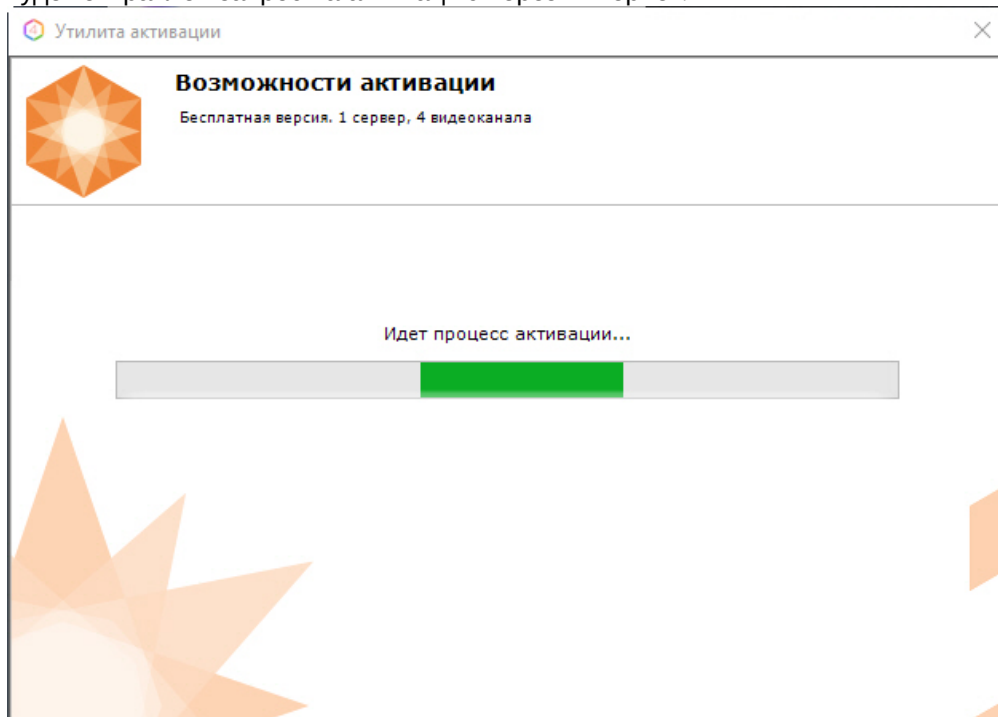 Утилита активации
Возможности активации
Бесплатная версия. 1 сервер, 4 видеоканала
Идет процесс активации...